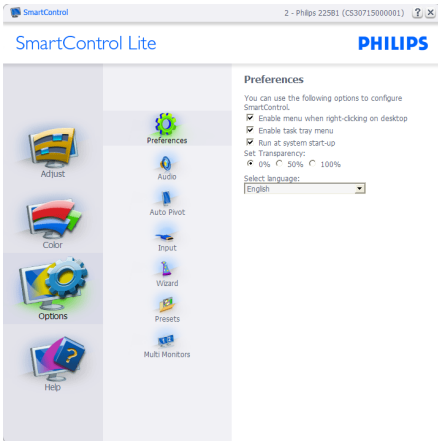 SmartControl
2 - Philips 225B1 (CS30715000001)
? X
SmartControl Lite
PHILIPS
Adjust
Color
Options
Help
Preferences
Audio
Auto Pivot
Input
Wizard
Presets
Multi Monitors
Preferences
You can use the following options to configure
SmartControl.
Enable menu when right-clicking on desktop
Enable task tray menu
Run at system start-up
Set Transparency:
0% 50% 100%
Select language:
English